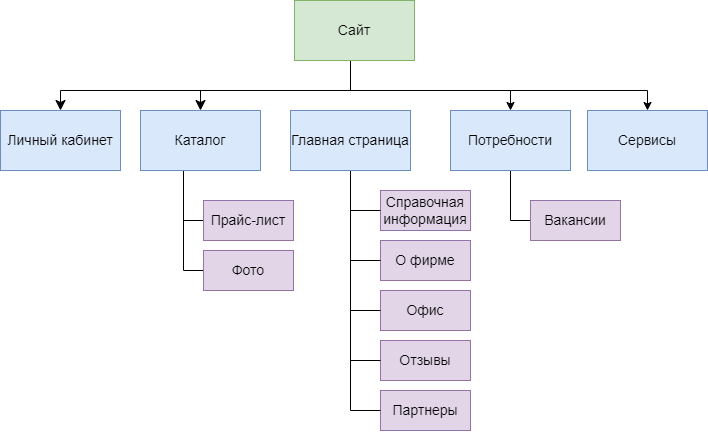 Сайт
Личный кабинет
Каталог
Главная страница
Потребности
Сервисы
Прайс-лист
Фото
Справочная
информация
О фирме
Офис
Отзывы
Партнеры
Вакансии